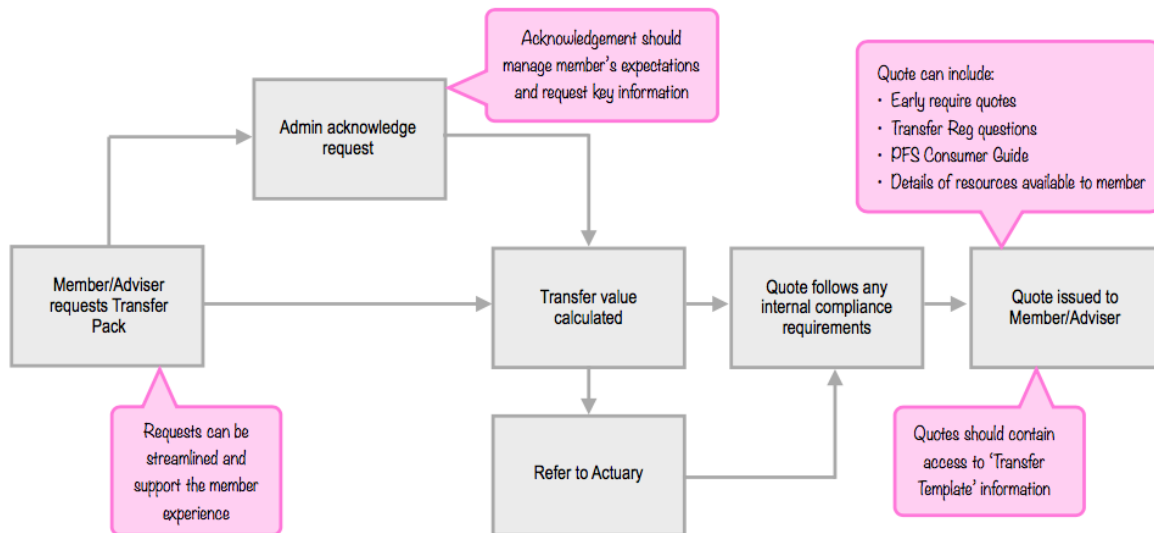 Acknowledgement should
manage member's expectations
and request key information
Quote can include:
• Early require quotes
• Transfer Reg questions
• PFS Consumer Guide
• Details of resources available to member
Admin acknowledge
request
Member/Adviser
requests Transfer
Pack
Transfer value
calculated
Quote follows any
internal compliance
requirements
Quote issued to
Member/Adviser
Requests can be
streamlined and
support the member
experience
Refer to Actuary
Quotes should contain
access to 'Transfer
Template' information